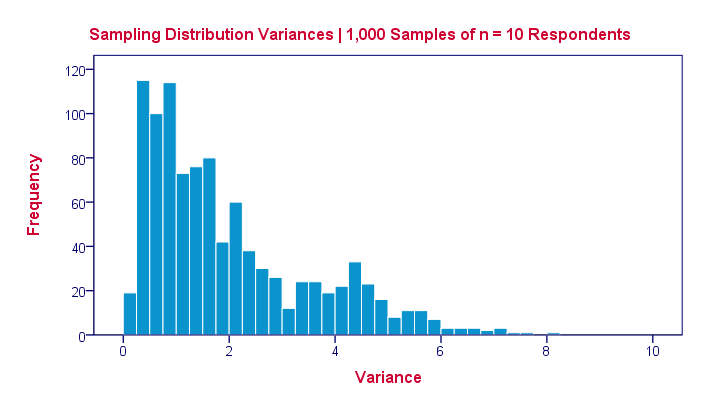 Sampling Distribution Variances | 1,000 Samples of n = 10 Respondents
120
100
80
60
40
20
0
Frequency
0 2 4 6 8 10
Variance